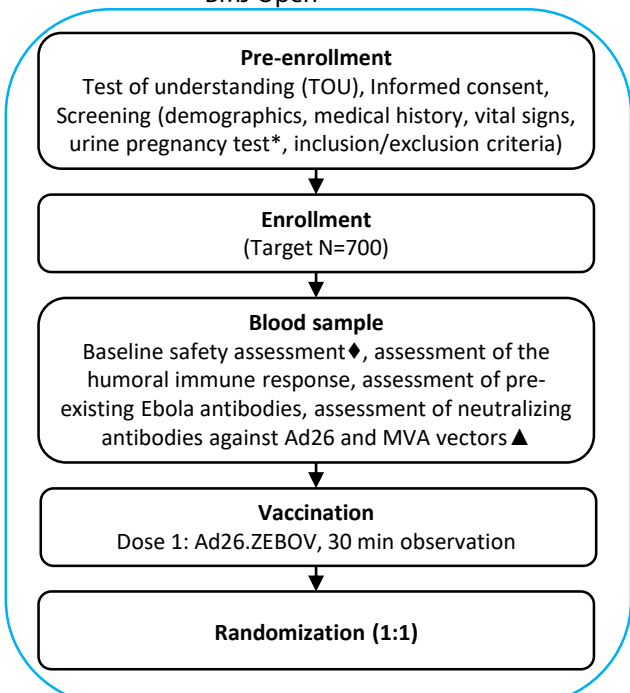 BMJ Open
Pre-enrollment
Test of understanding (TOU), Informed consent,
Screening (demographics, medical history, vital signs,
urine pregnancy test*, inclusion/exclusion criteria)
Enrollment
(Target N=700)
Blood sample
Baseline safety assessment♦, assessment of the
humoral immune response, assessment of pre-
existing Ebola antibodies, assessment of neutralizing
antibodies against Ad26 and MVA vectors▲
Vaccination
Dose 1: Ad26.ZEBOV, 30 min observation
Randomization (1:1)